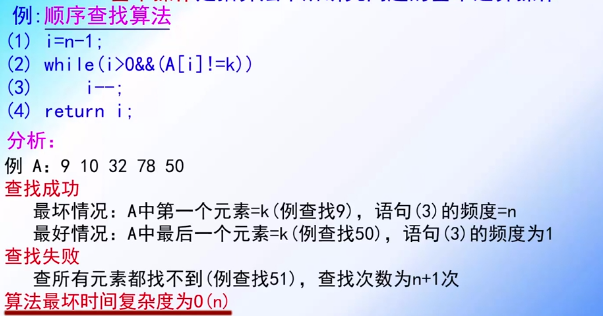 例:顺序查找算法
(1) i=n-1;
(2) while(i>0&&(A[i]!=k))
(3) i--;
(4) return i;
分析:
例 A: 9 10 32 78 50
查找成功
最坏情况: A中第一个元素=k(例查找9), 语句(3)的频度=n
最好情况: A中最后一个元素=k(例查找50), 语句(3)的频度为1
查找失败
查所有元素都找不到(例查找51), 查找次数为n+1次
算法最坏时间复杂度为O(n)